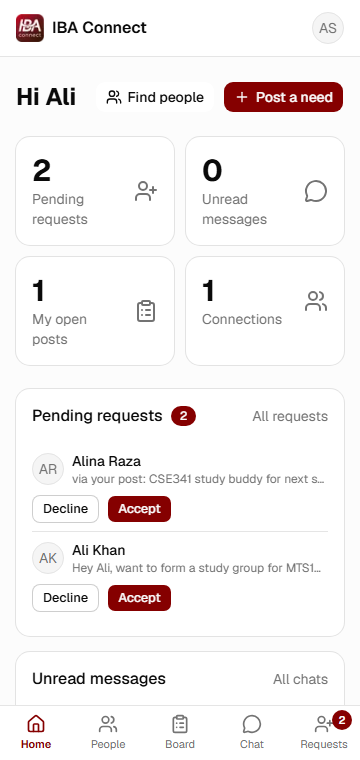 IBA
connect
IBA Connect
AS
Hi Ali
Find people
Post a need
2
Pending
requests
0
Unread
messages
1
My open
posts
1
Connections
Pending requests 2
All requests
AR
Alina Raza
via your post: CSE341 study buddy for next s...
Decline
Accept
AK
Ali Khan
Hey Ali, want to form a study group for MTS1...
Decline
Accept
Unread messages
All chats
Home
People
Board
Chat
2
Requests